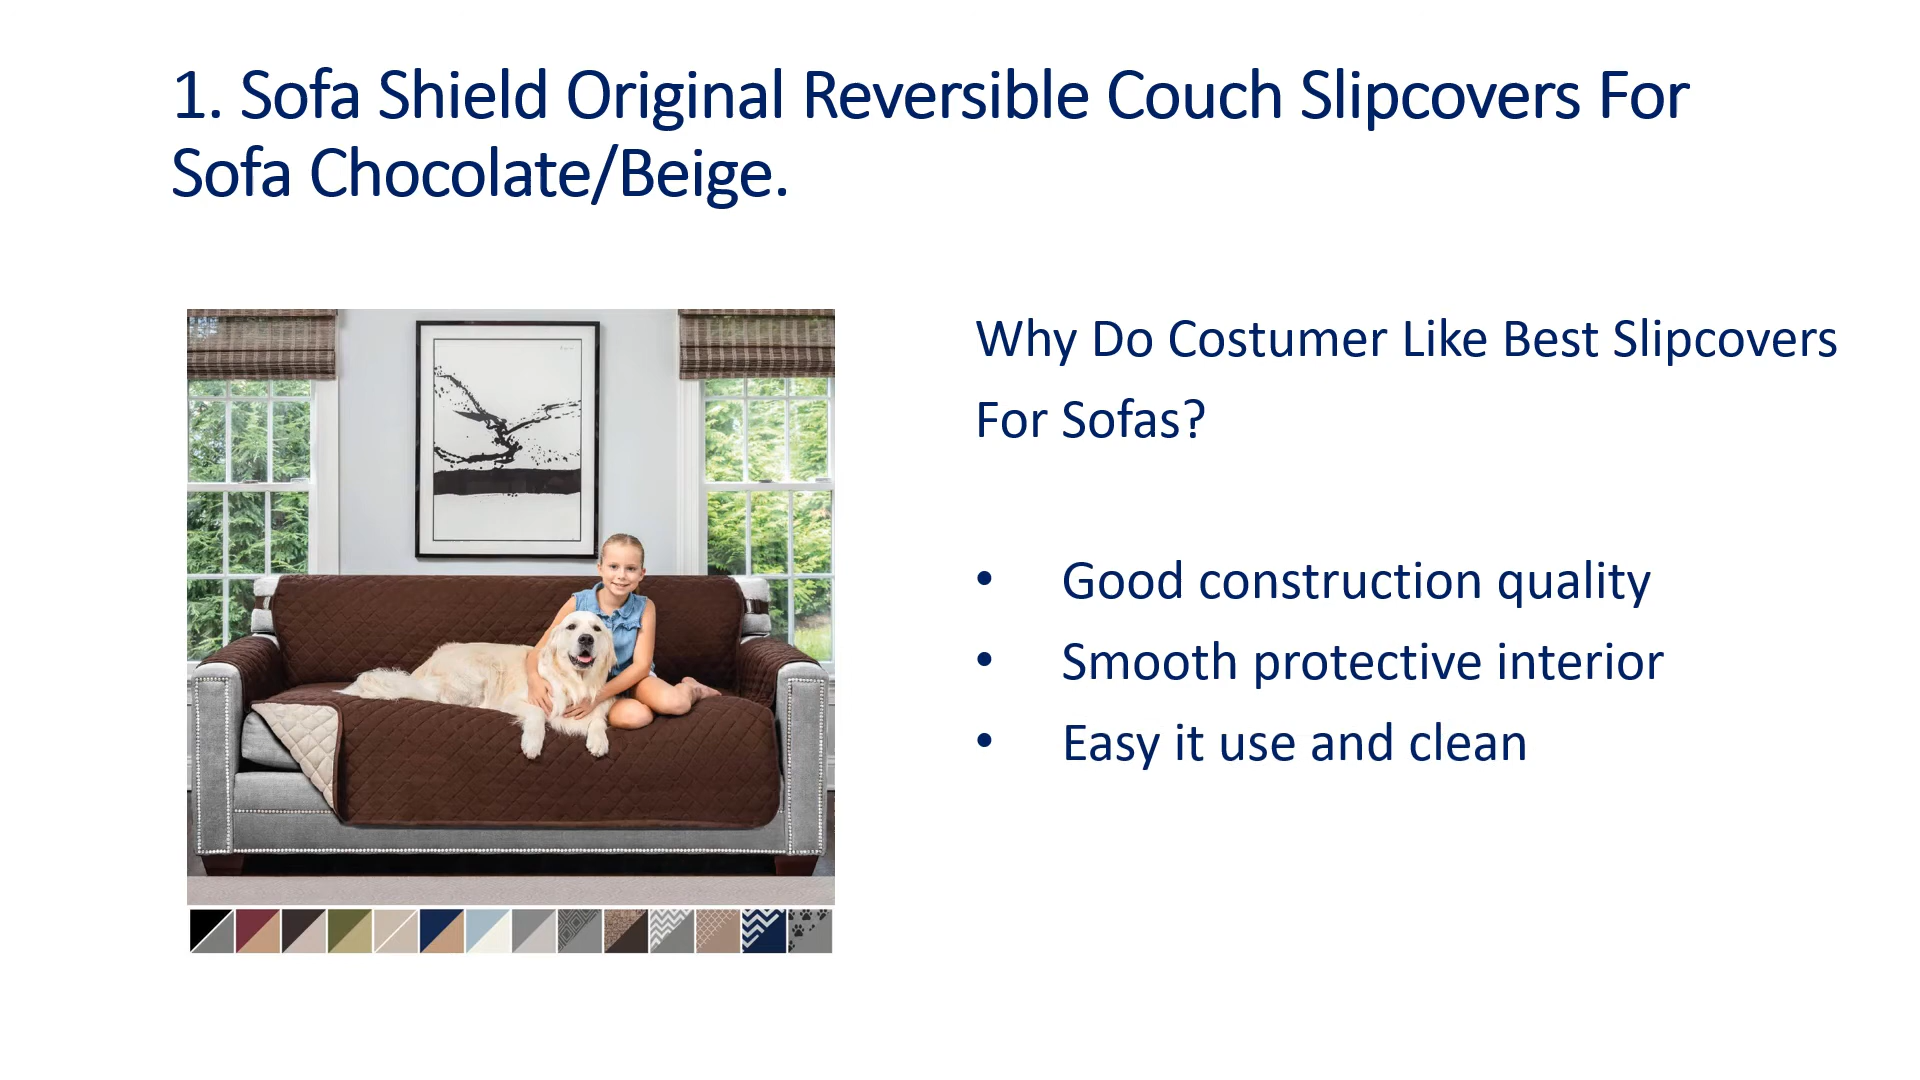 1. Sofa Shield Original Reversible Couch Slipcovers For
Sofa Chocolate/Beige.
Why Do Costumer Like Best Slipcovers
For Sofas?
• Good construction quality
• Smooth protective interior
• Easy it use and clean